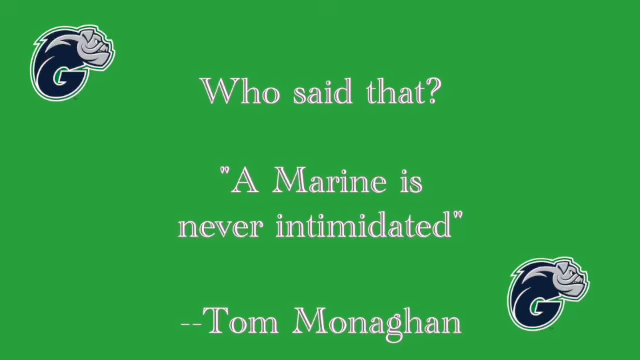 Who said that?
"A Marine is
never intimidated"
--Tom Monaghan
G
G